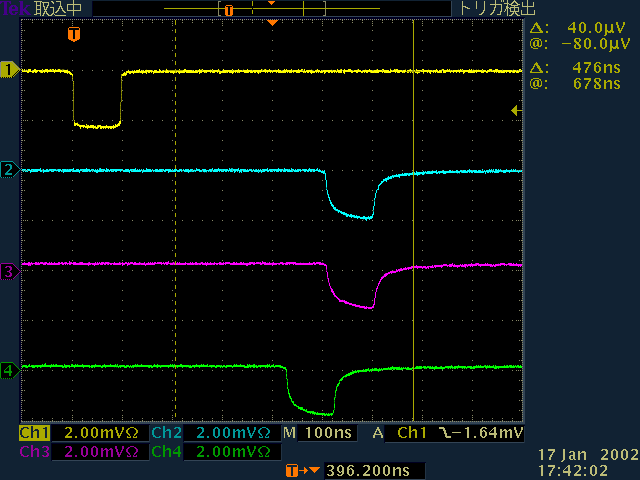 Tek 取込中 トリガ検出
T
T
Δ: 40.0μV
@: −80.0μV
Δ: 476ns
@: 678ns
1
2
3
4
Ch1 2.00mVΩ Ch2 2.00mVΩ M 100ns A Ch1 −1.64mV
Ch3 2.00mVΩ Ch4 2.00mVΩ
T 396.200ns
17 Jan 2002
17:42:02